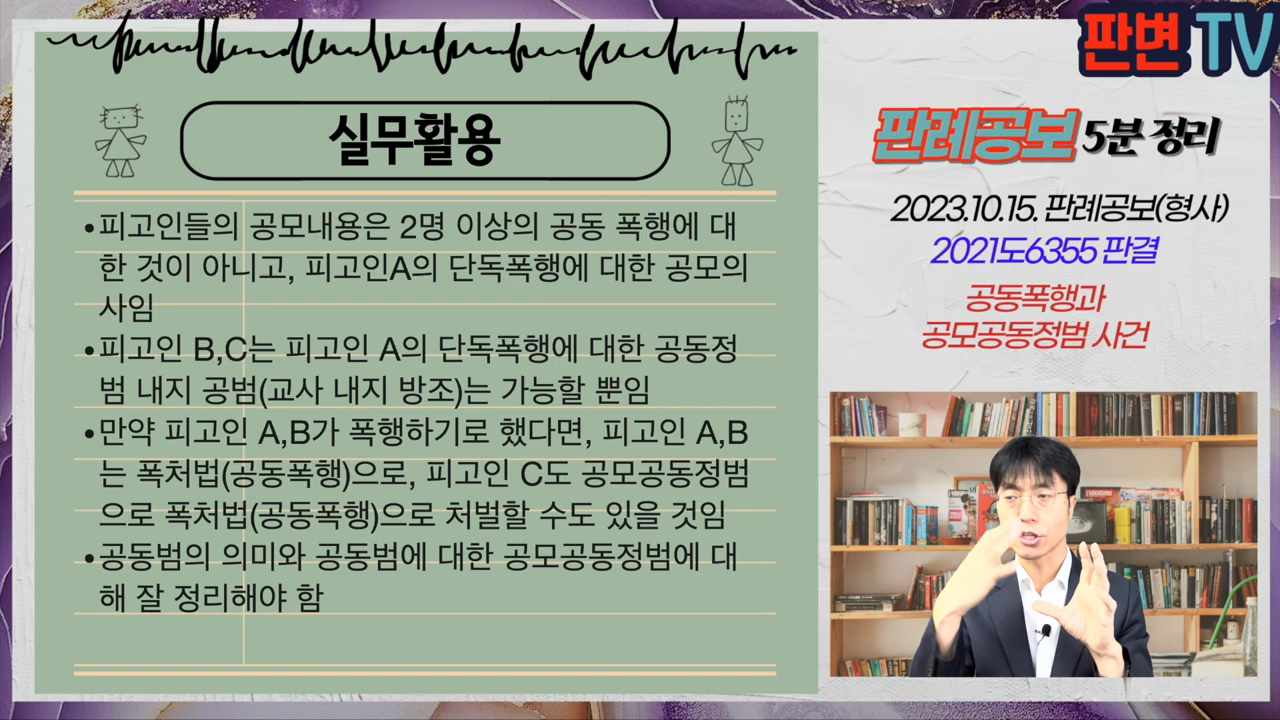 판변 TV
실무활용
•피고인들의 공모내용은 2명 이상의 공동 폭행에 대
한 것이 아니고, 피고인A의 단독폭행에 대한 공모의
사임
•피고인 B,C는 피고인 A의 단독폭행에 대한 공동정
범 내지 공범(교사 내지 방조)는 가능할 뿐임
•만약 피고인 A,B가 폭행하기로 했다면, 피고인 A,B
는 폭처법(공동폭행)으로, 피고인 C도 공모공동정범
으로 폭처법(공동폭행)으로 처벌할 수도 있을 것임
•공동범의 의미와 공동범에 대한 공모공동정범에 대
해 잘 정리해야 함
판례공보 5분 정리
2023.10.15. 판례공보(형사)
2021도6355 판결
공동폭행과
공모공동정범 사건